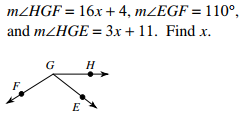 m∠HGF = 16x + 4, m∠EGF = 110°,
and m∠HGE = 3x + 11. Find x.
G H
F
E